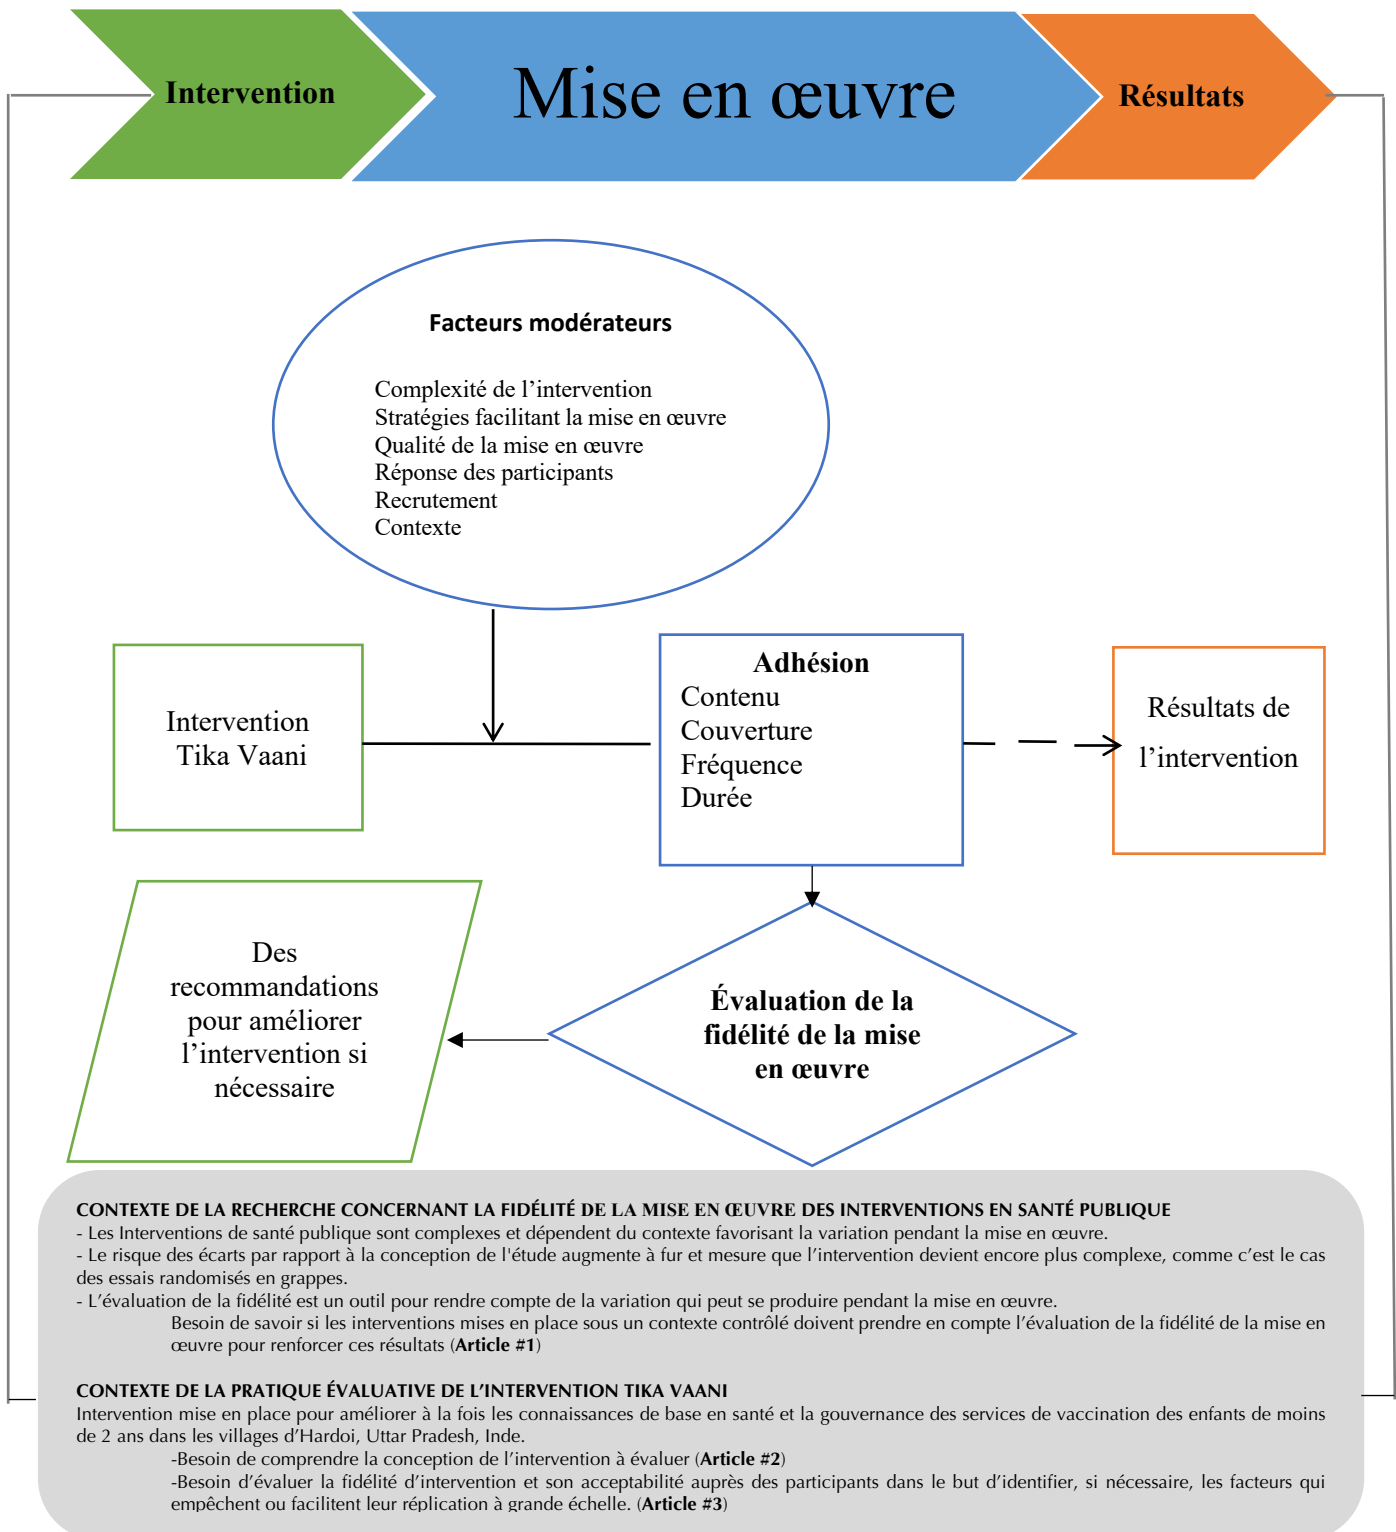 Intervention
Mise en œuvre
Résultats
Facteurs modérateurs
Complexité de l’intervention
Stratégies facilitant la mise en œuvre
Qualité de la mise en œuvre
Réponse des participants
Recrutement
Contexte
Intervention
Tika Vaani
Adhésion
Contenu
Couverture
Fréquence
Durée
Résultats de
l’intervention
Des
recommandations
pour améliorer
l’intervention si
nécessaire
Évaluation de la
fidélité de la mise
en œuvre
CONTEXTE DE LA RECHERCHE CONCERNANT LA FIDÉLITÉ DE LA MISE EN ŒUVRE DES INTERVENTIONS EN SANTÉ PUBLIQUE
- Les Interventions de santé publique sont complexes et dépendent du contexte favorisant la variation pendant la mise en œuvre.
- Le risque des écarts par rapport à la conception de l'étude augmente à fur et mesure que l’intervention devient encore plus complexe, comme c’est le cas
des essais randomisés en grappes.
- L’évaluation de la fidélité est un outil pour rendre compte de la variation qui peut se produire pendant la mise en œuvre.
Besoin de savoir si les interventions mises en place sous un contexte contrôlé doivent prendre en compte l’évaluation de la fidélité de la mise en
œuvre pour renforcer ces résultats (Article #1)
CONTEXTE DE LA PRATIQUE ÉVALUATIVE DE L’INTERVENTION TIKA VAANI
Intervention mise en place pour améliorer à la fois les connaissances de base en santé et la gouvernance des services de vaccination des enfants de moins
de 2 ans dans les villages d’Hardoi, Uttar Pradesh, Inde.
-Besoin de comprendre la conception de l’intervention à évaluer (Article #2)
-Besoin d’évaluer la fidélité d’intervention et son acceptabilité auprès des participants dans le but d’identifier, si nécessaire, les facteurs qui
empêchent ou facilitent leur réplication à grande échelle. (Article #3)